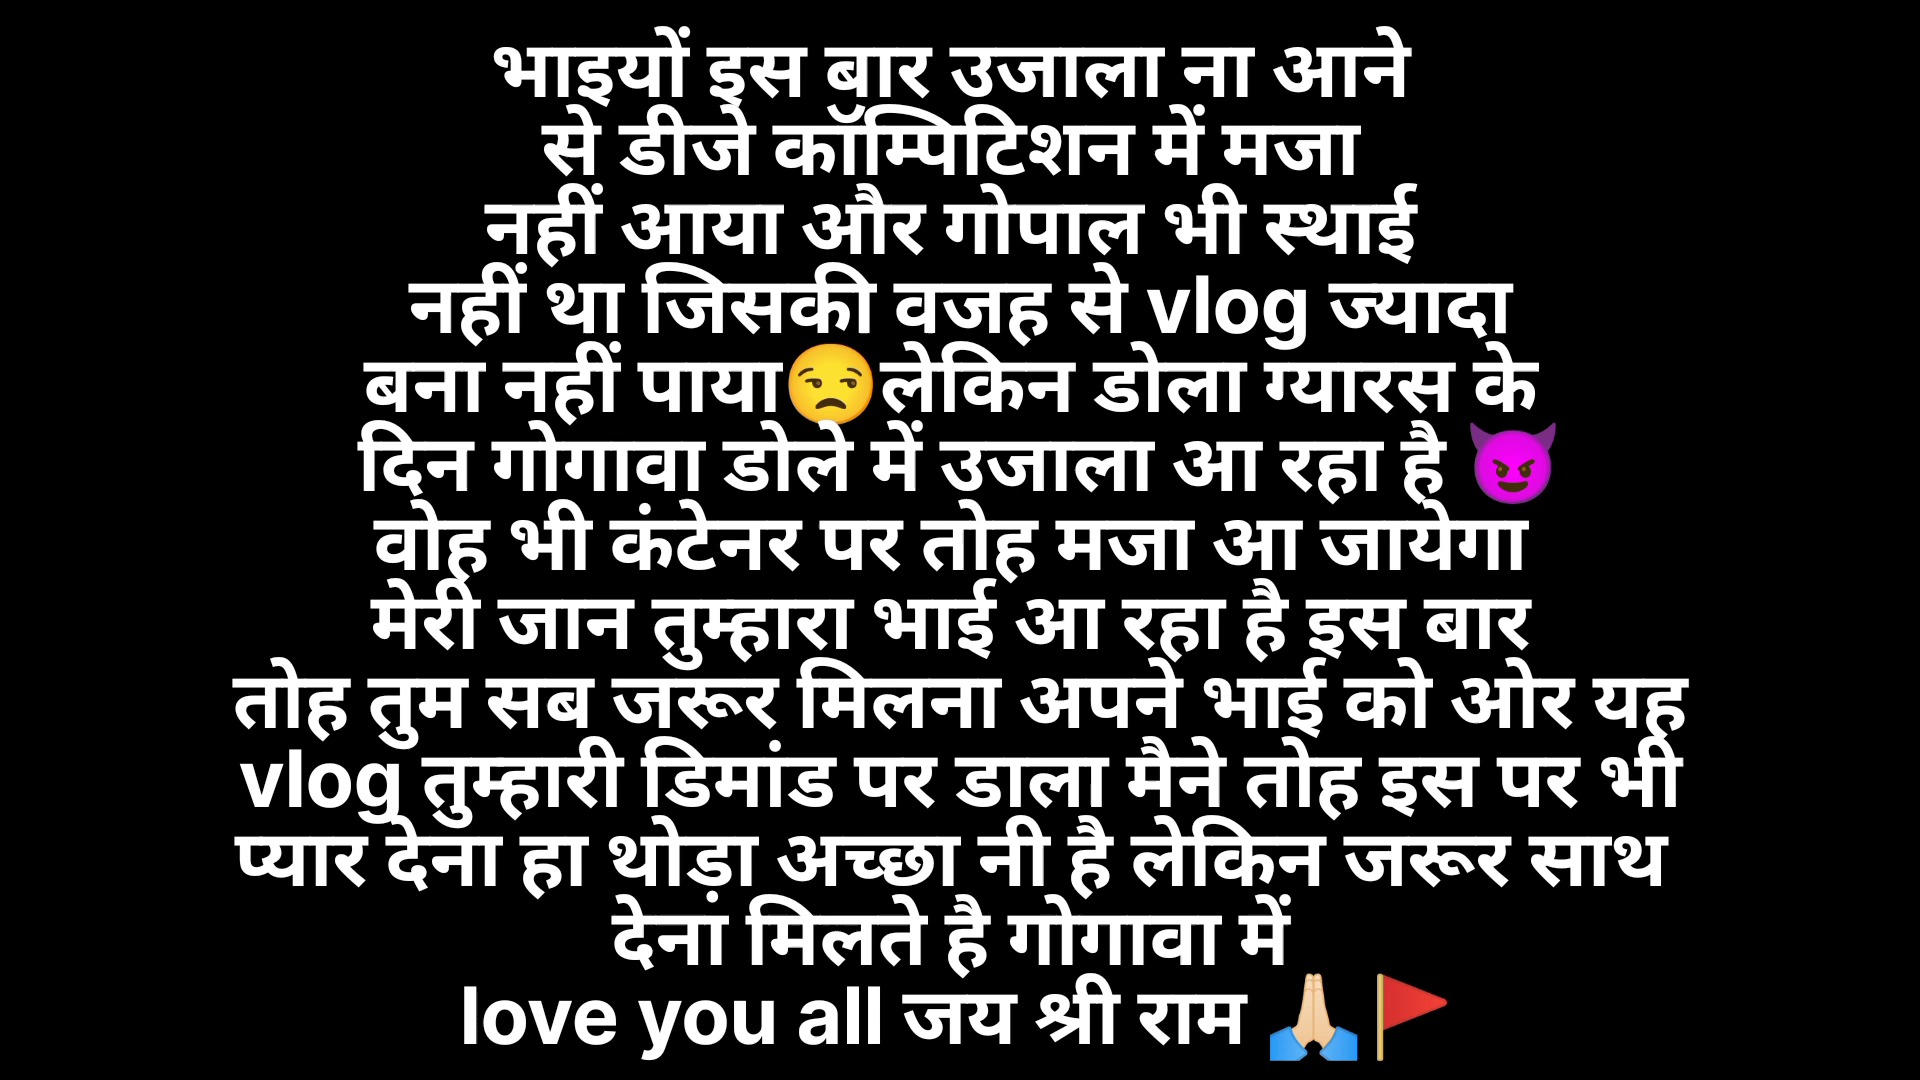 भाइयों इस बार उजाला ना आने
से डीजे कॉम्पिटिशन में मजा
नहीं आया और गोपाल भी स्थाई
नहीं था जिसकी वजह से vlog ज्यादा
बना नहीं पाया😒लेकिन डोला ग्यारस के
दिन गोगावा डोले में उजाला आ रहा है 😈
वोह भी कंटेनर पर तोह मजा आ जायेगा
मेरी जान तुम्हारा भाई आ रहा है इस बार
तोह तुम सब जरूर मिलना अपने भाई को ओर यह
vlog तुम्हारी डिमांड पर डाला मैने तोह इस पर भी
प्यार देना हा थोड़ा अच्छा नी है लेकिन जरूर साथ
देना मिलते है गोगावा में
love you all जय श्री राम 🙏🏻🚩